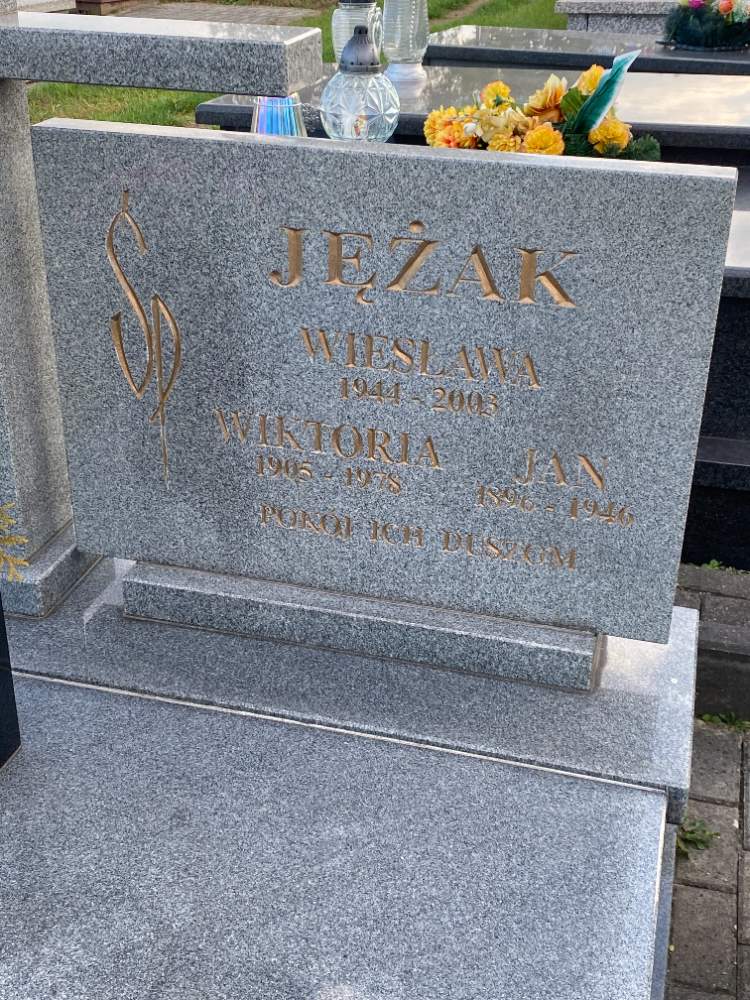 ŚP
JĘŻAK
WIESŁAWA
1944 - 2003
WIKTORIA JAN
1905 - 1978 1896 - 1946
POKÓJ ICH DUSZOM